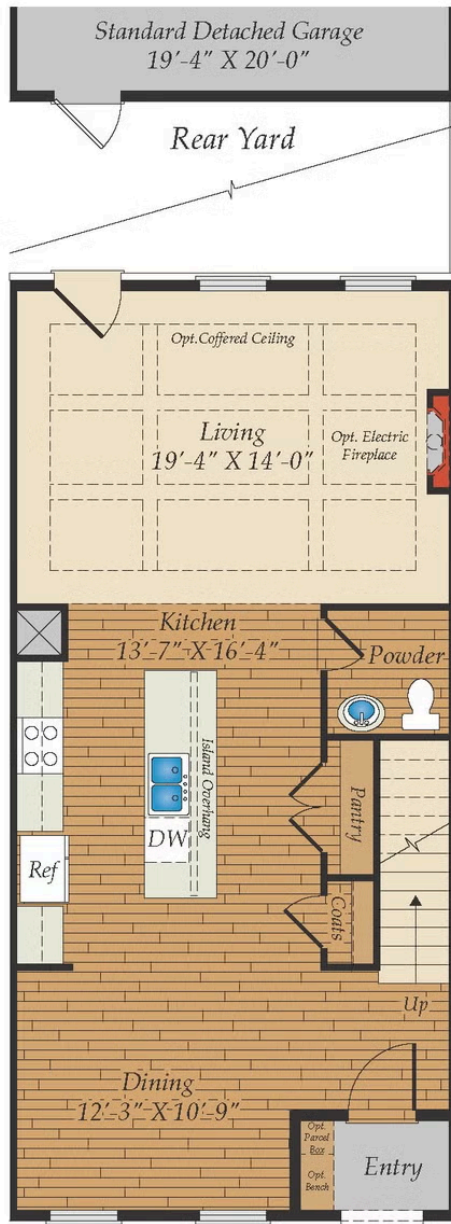 Standard Detached Garage
19'-4" X 20'-0"
Rear Yard
Opt.Coffered Ceiling
Living
19'-4" X 14'-0"
Opt. Electric
Fireplace
Kitchen
13'-7" X 16'-4"
Powder
Island Overhang
DW
Pantry
Ref
Coats
Up
Dining
12'-3" X 10'-9"
Opt.
Parcel
Box
Opt.
Bench
Entry